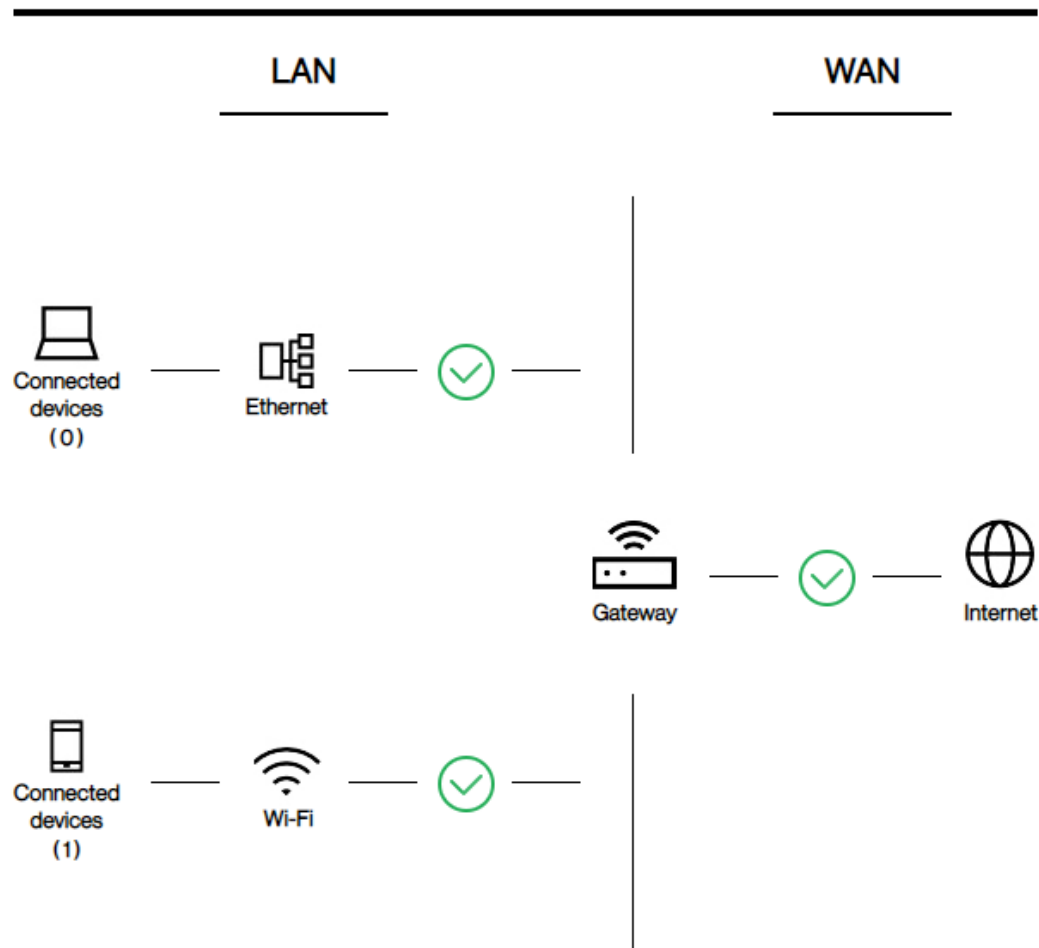 LAN
WAN
Connected
devices
(0)
Ethernet
Gateway
Internet
Connected
devices
(1)
Wi-Fi